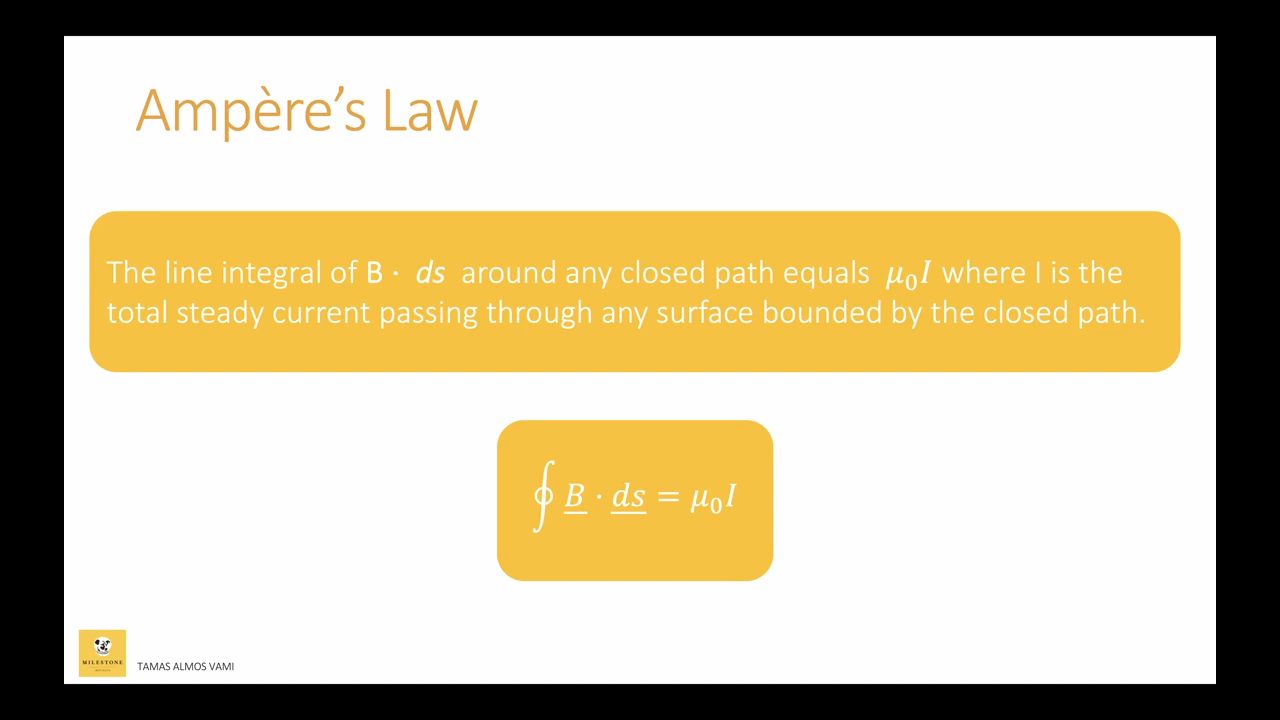 Ampère's Law
The line integral of B · ds around any closed path equals μ₀I where I is the
total steady current passing through any surface bounded by the closed path.
∮ B · ds = μ₀I
MILESTONE
INSTITUTE
TAMAS ALMOS VAMI